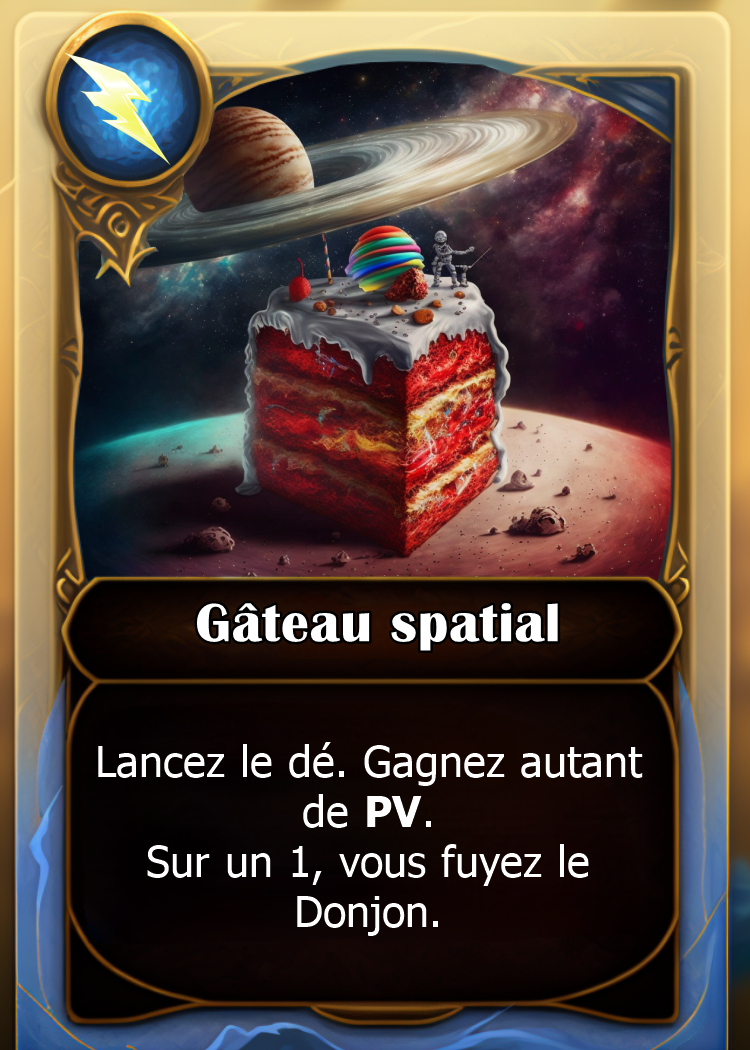 Gâteau spatial
Lancez le dé. Gagnez autant
de PV.
Sur un 1, vous fuyez le
Donjon.